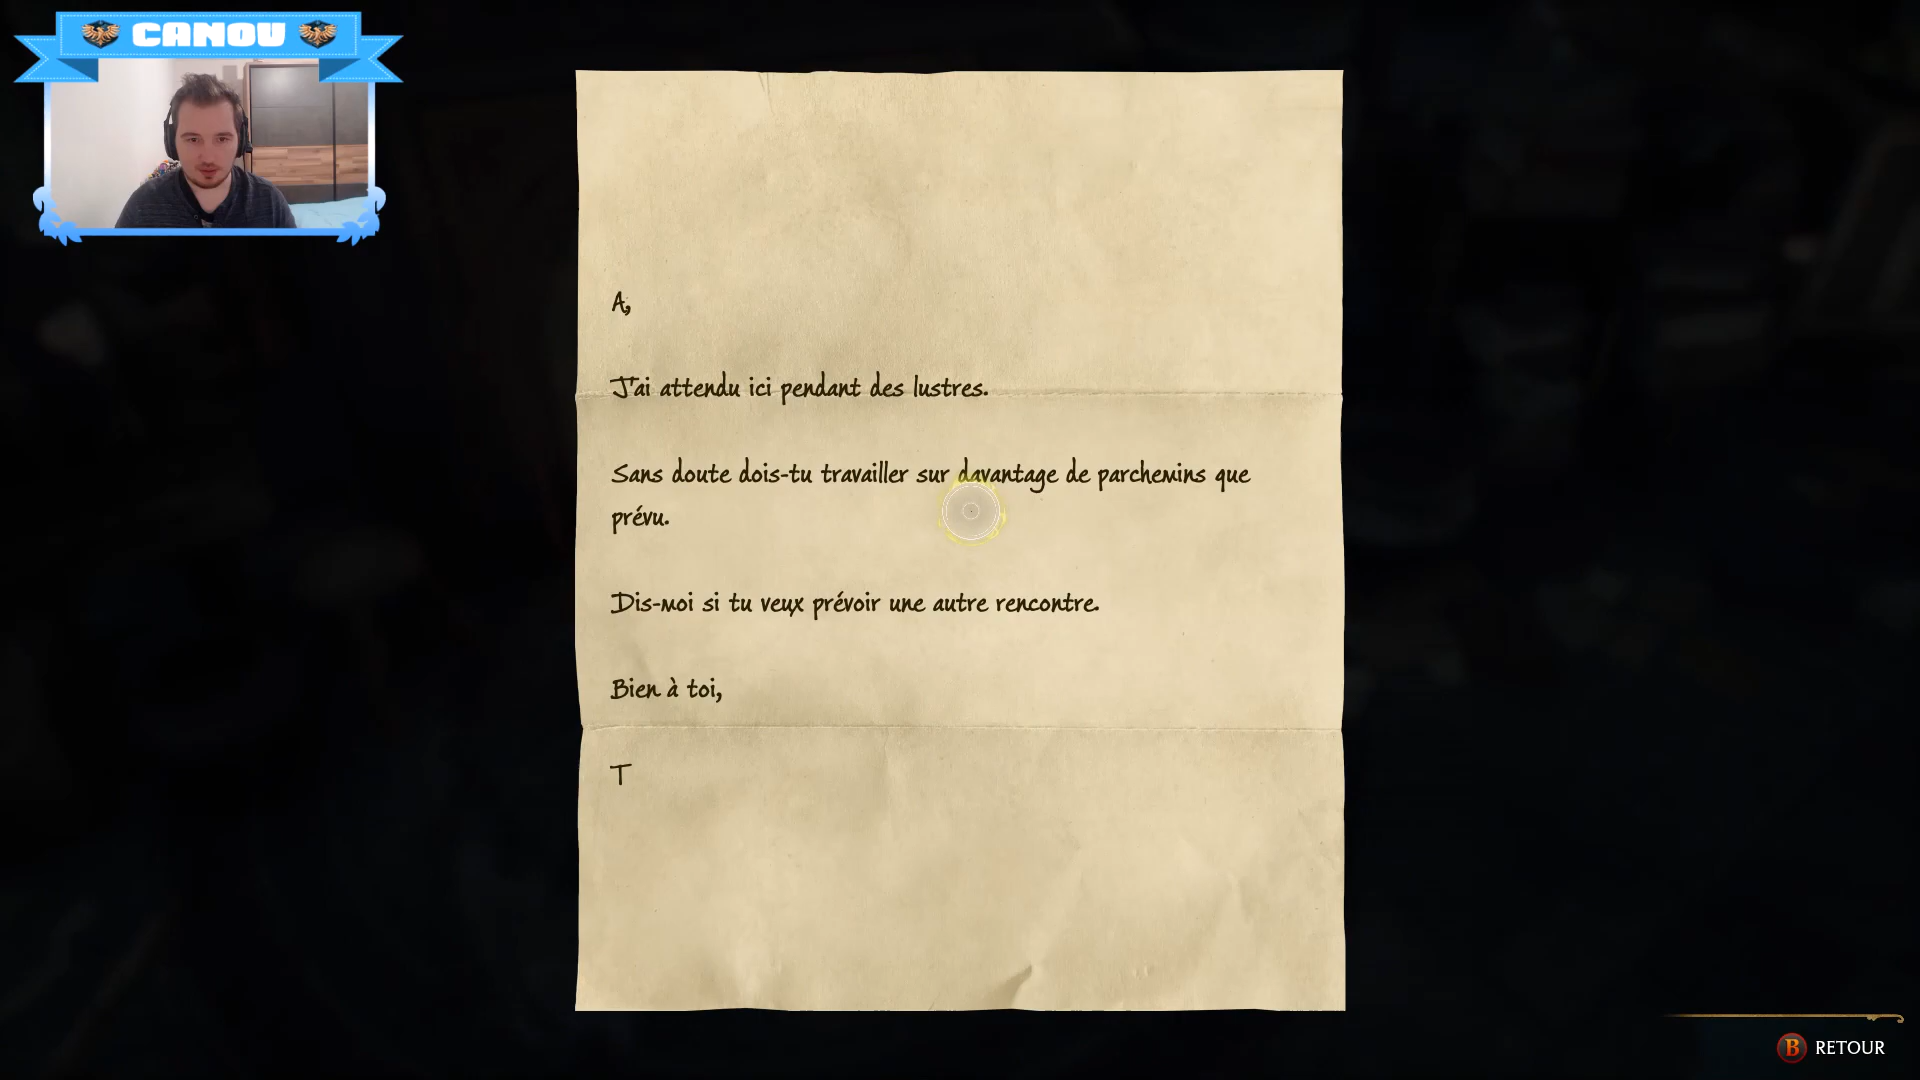 CANOU
A,
J'ai attendu ici pendant des lustres.
Sans doute dois-tu travailler sur davantage de parchemins que
prévu.
Dis-moi si tu veux prévoir une autre rencontre.
Bien à toi,
T
B RETOUR